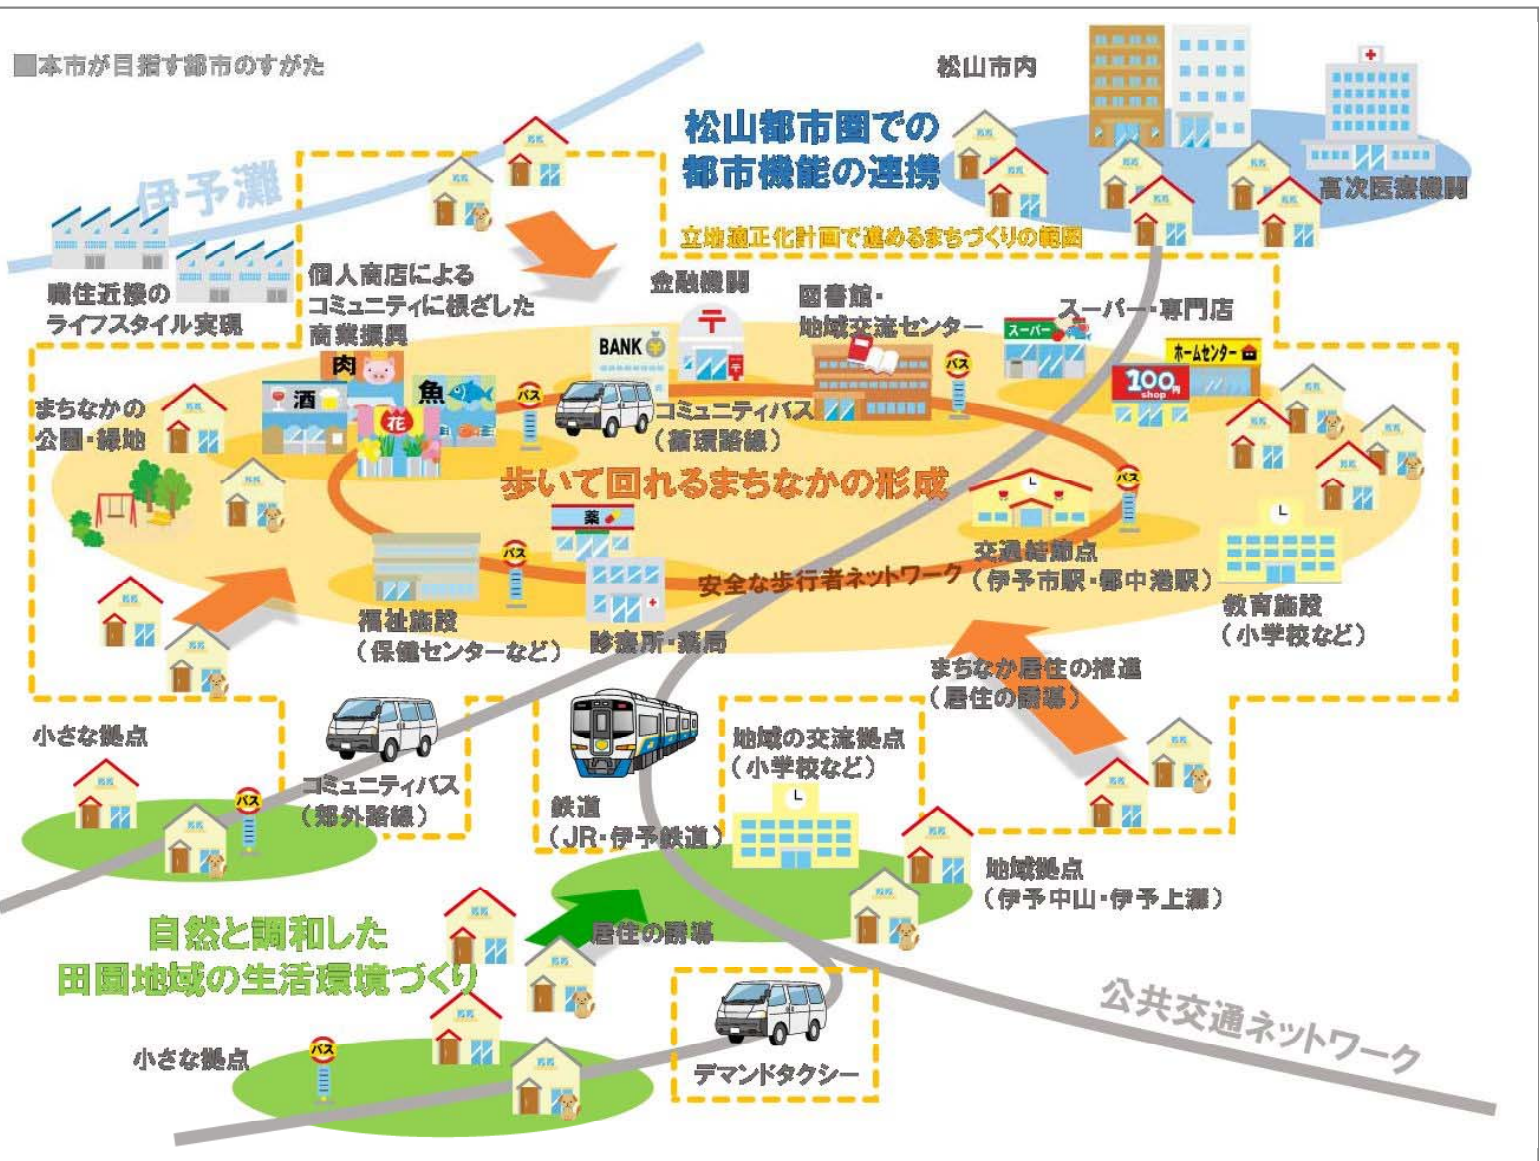 ■本市が目指す都市のすがた
松山市内
松山都市圏での
都市機能の連携
高次医療機関
伊予灘
立地適正化計画で進めるまちづくりの範囲
職住近接の
ライフスタイル実現
個人商店による
コミュニティに根ざした
商業振興
金融機関
図書館・
地域交流センター
スーパー・専門店
スーパー
ホームセンター
100円
shop
BANK
肉
酒
魚
花
バス
バス
コミュニティバス
（循環路線）
まちなかの
公園・緑地
歩いて回れるまちなかの形成
バス
薬
バス
交通結節点
（伊予市駅・郡中港駅）
安全な歩行者ネットワーク
教育施設
（小学校など）
福祉施設
（保健センターなど）
診療所・薬局
まちなか居住の推進
（居住の誘導）
小さな拠点
バス
コミュニティバス
（郊外路線）
鉄道
（JR・伊予鉄道）
地域の交流拠点
（小学校など）
地域拠点
（伊予中山・伊予上灘）
自然と調和した
田園地域の生活環境づくり
居住の誘導
小さな拠点
バス
デマンドタクシー
公共交通ネットワーク